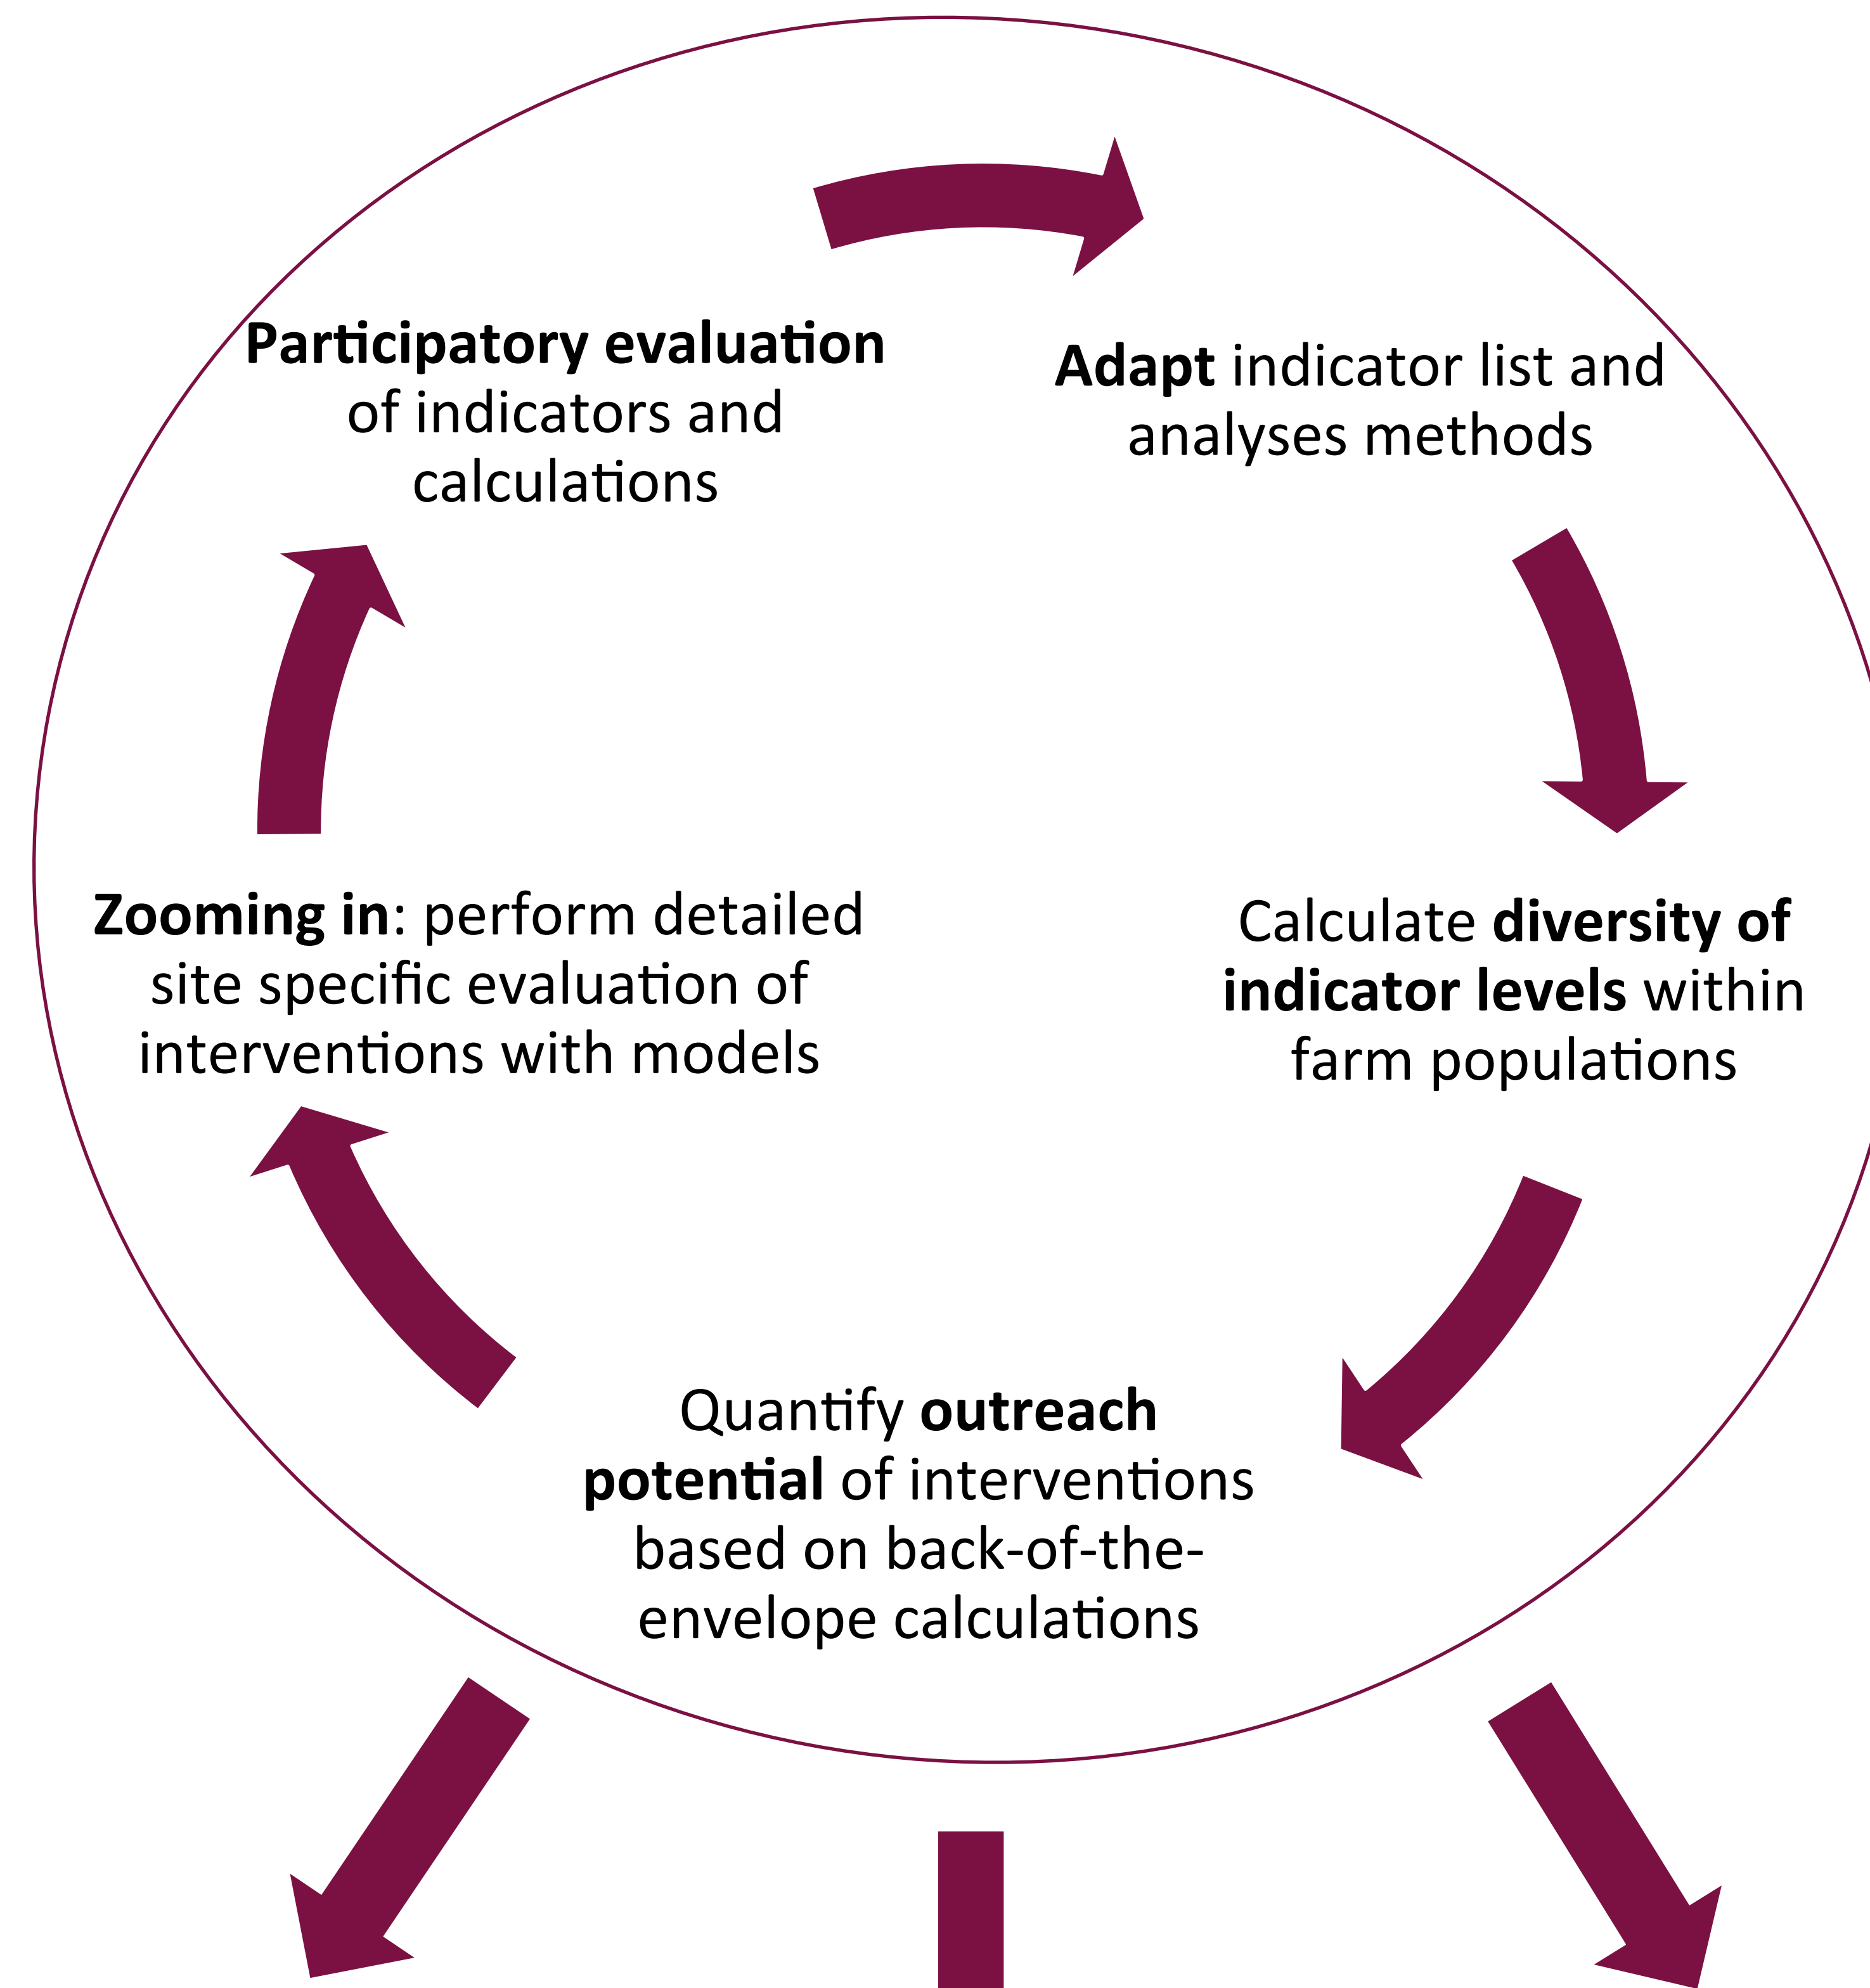 Participatory evaluation
of indicators and
calculations
Adapt indicator list and
analyses methods
Calculate diversity of
indicator levels within
farm populations
Quantify outreach
potential of interventions
based on back-of-the-
envelope calculations
Zooming in: perform detailed
site specific evaluation of
interventions with models